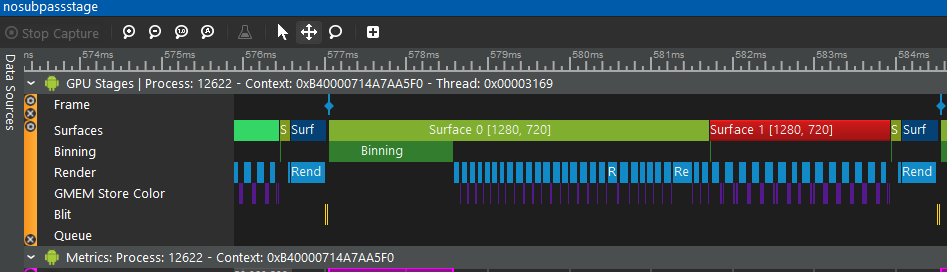 nosubpassstage
Stop Capture
1.0 A
ns 574ms 575ms 576ms 577ms 578ms 579ms 580ms 581ms 582ms 583ms 584ms
Data Sources
GPU Stages | Process: 12622 - Context: 0xB40000714A7AA5F0 - Thread: 0x00003169
Frame
Surfaces S Surf Surface 0 [1280, 720] Surface 1 [1280, 720] S Surf
Binning Binning
Render Rend R Re Rend
GMEM Store Color
Blit
Queue
Metrics: Process: 12622 - Context: 0xB40000714A7AA5F0